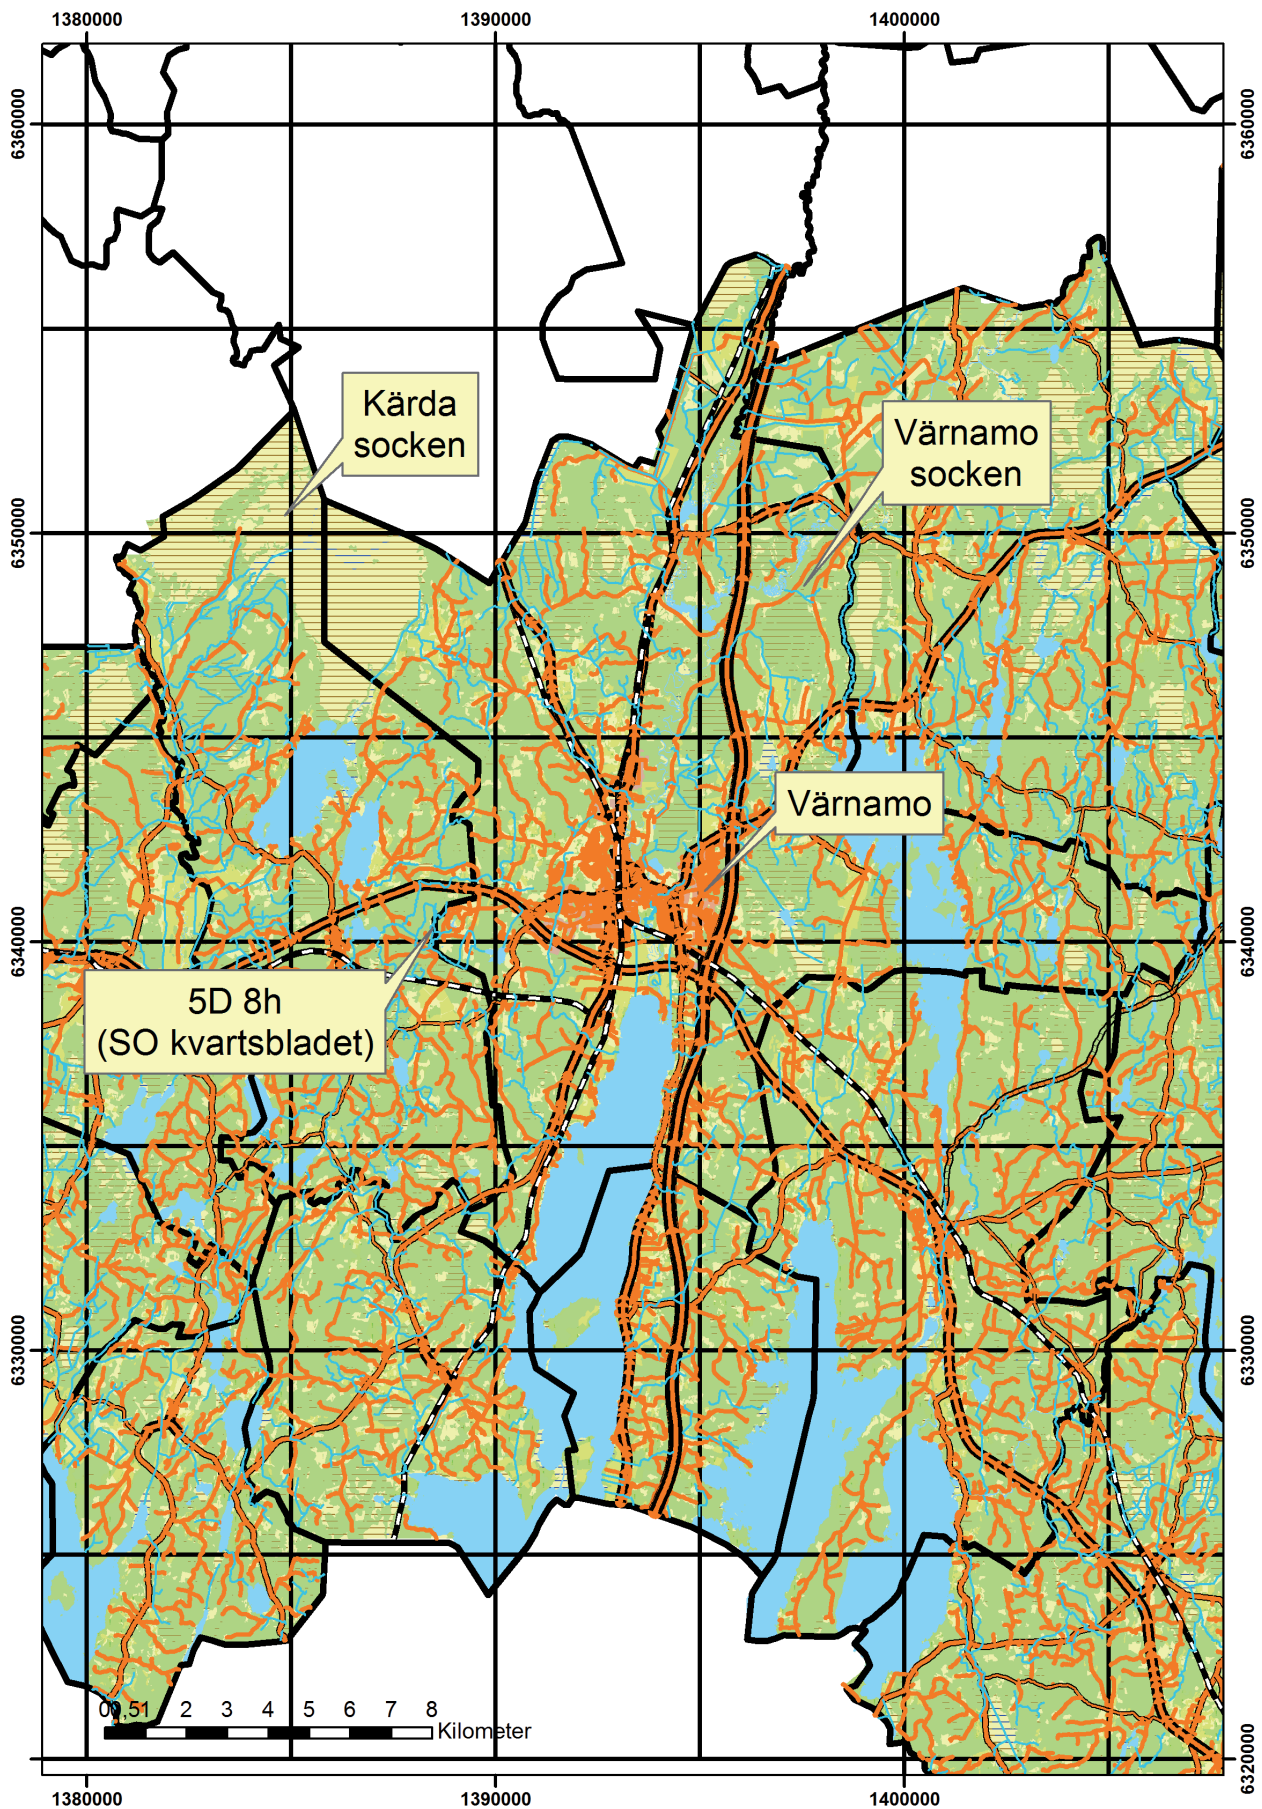 1380000 1390000 1400000
6360000 6360000
Kärda
socken
Värnamo
socken
6350000 6350000
Värnamo
6340000 6340000
5D 8h
(SO kvartsbladet)
6330000 6330000
0 0,5 1 2 3 4 5 6 7 8
Kilometer
6320000
1380000 1390000 1400000